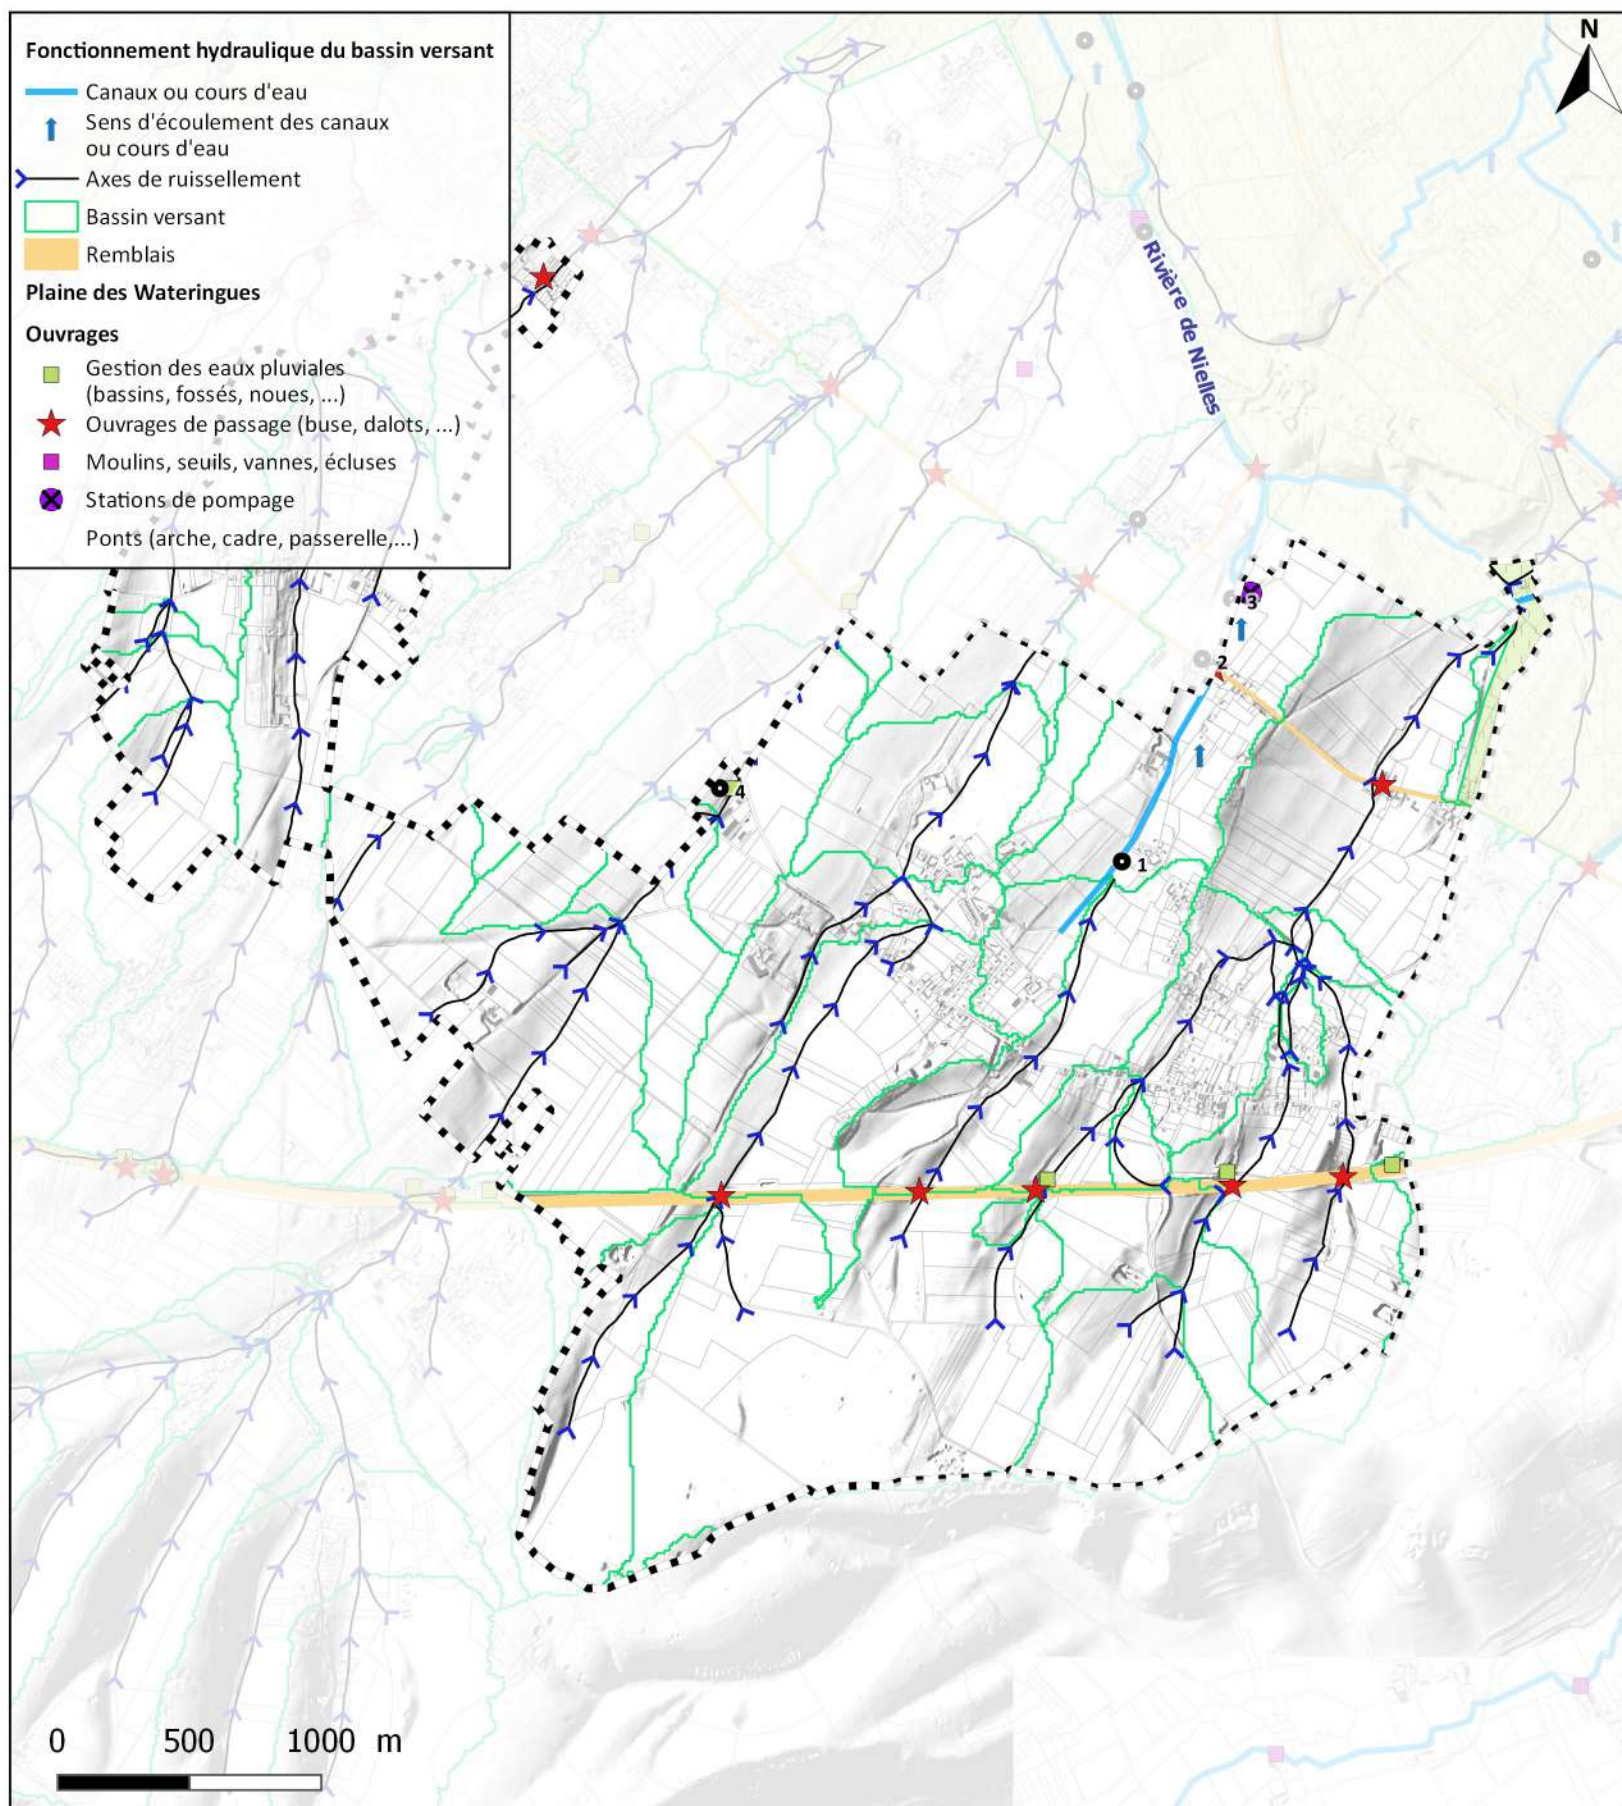 Fonctionnement hydraulique du bassin versant
Canaux ou cours d'eau
Sens d'écoulement des canaux
ou cours d'eau
Axes de ruissellement
Bassin versant
Remblais
Plaine des Wateringues
Ouvrages
Gestion des eaux pluviales
(bassins, fossés, noues, ...)
Ouvrages de passage (buse, dalots, ...)
Moulins, seuils, vannes, écluses
Stations de pompage
Ponts (arche, cadre, passerelle,...)
N
Rivière de Nielles
3
2
4
1
0 500 1000 m